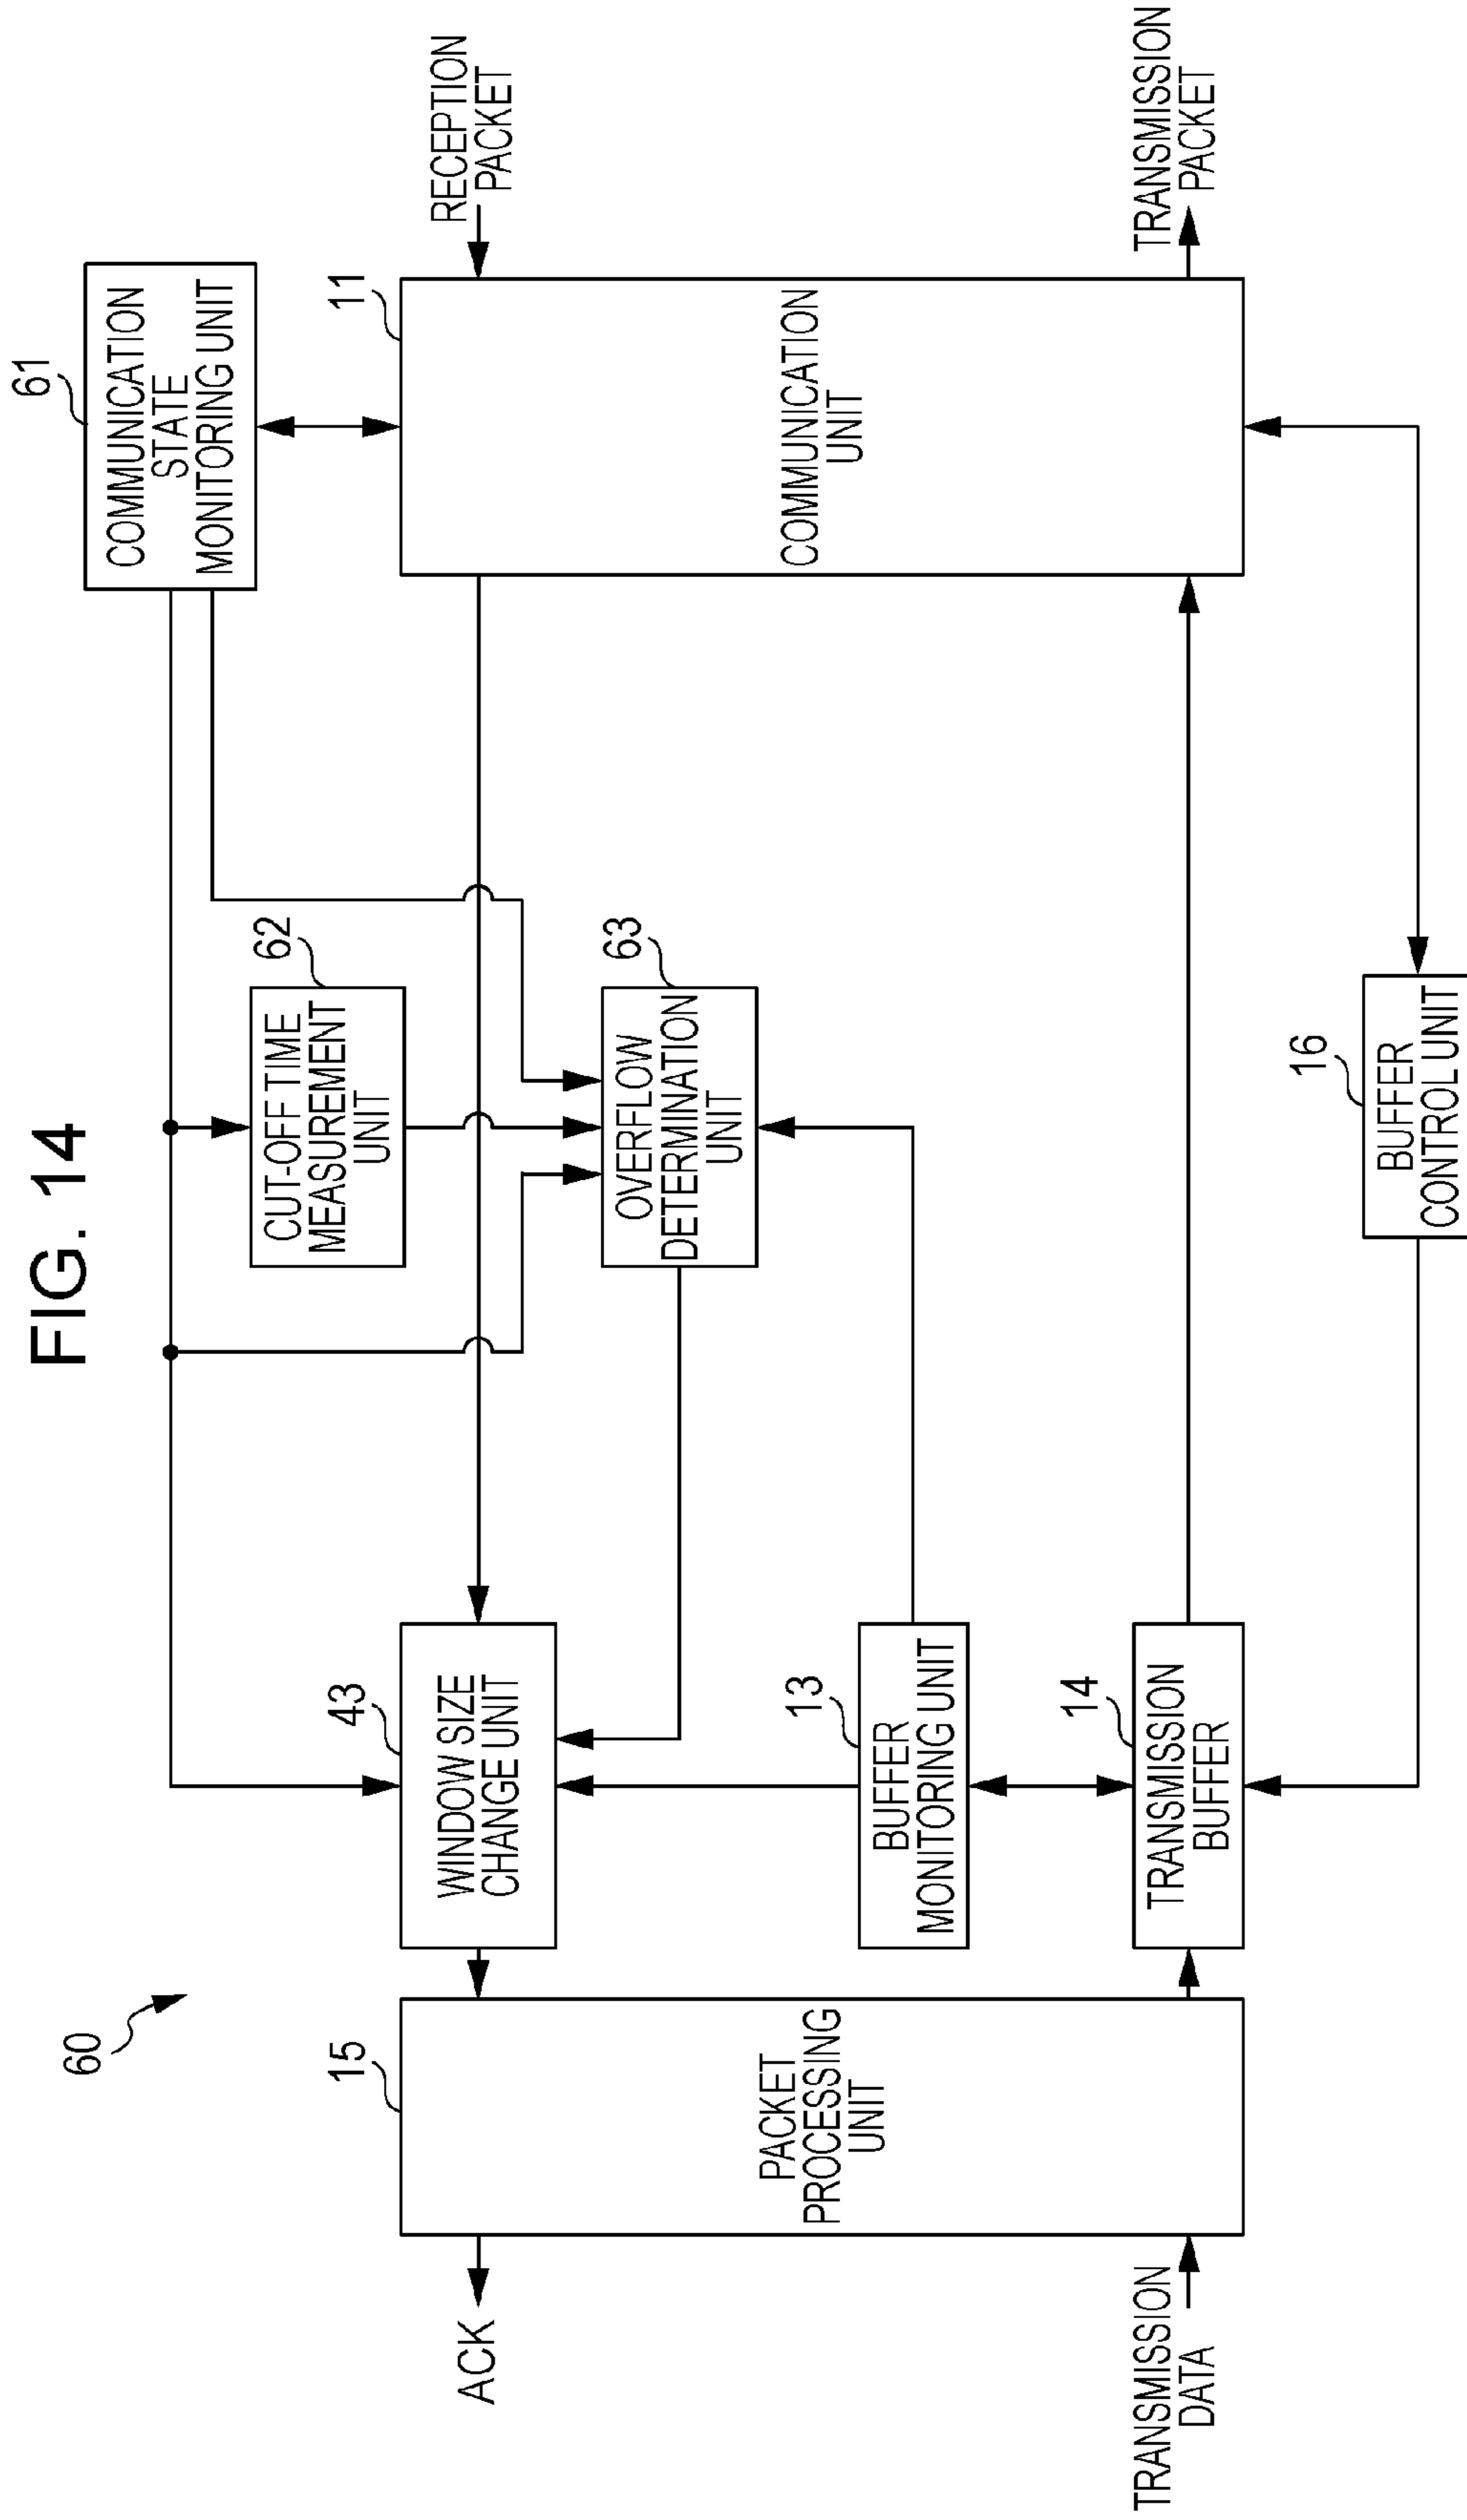 FIG. 14
60
61
COMMUNICATION
STATE
MONITORING UNIT
62
CUT-OFF TIME
MEASUREMENT
UNIT
15
43
11
ACK
WINDOW SIZE
CHANGE UNIT
RECEPTION
PACKET
63
OVERFLOW
DETERMINATION
UNIT
PACKET
PROCESSING
UNIT
COMMUNICATION
UNIT
13
BUFFER
MONITORING UNIT
14
TRANSMISSION
DATA
TRANSMISSION
BUFFER
TRANSMISSION
PACKET
16
BUFFER
CONTROL UNIT